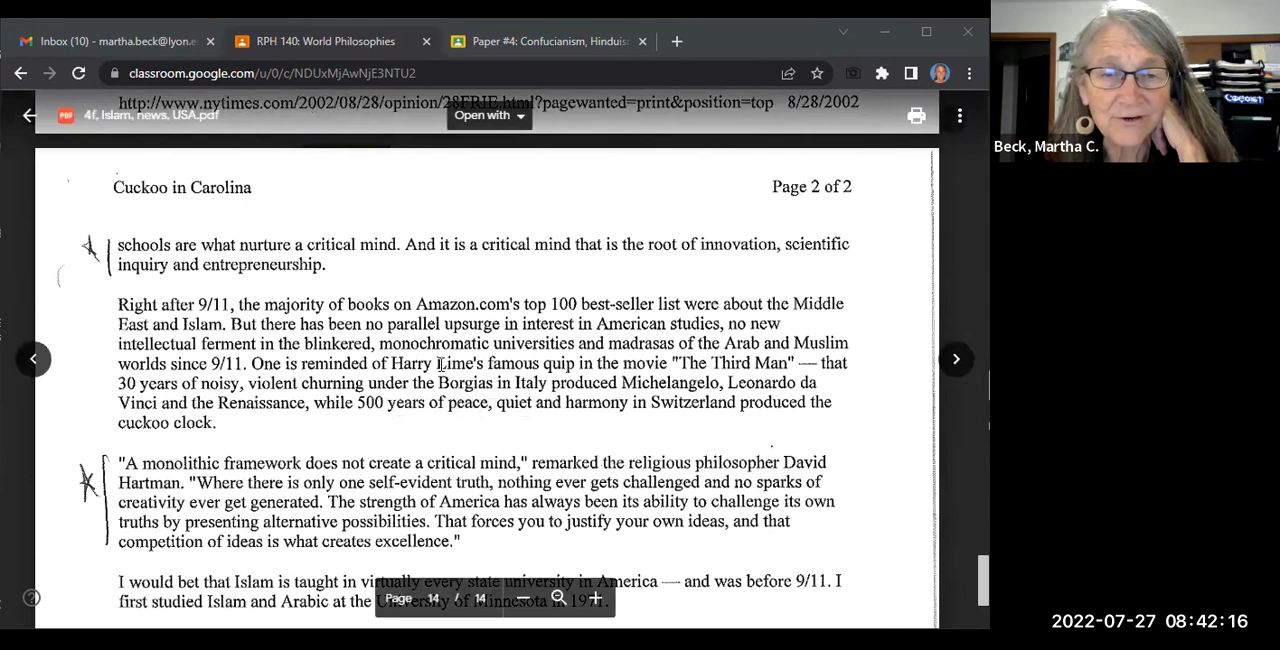 Inbox (10) - martha.beck@lyon.e
RPH 140: World Philosophies
Paper #4: Confucianism, Hinduis
classroom.google.com/u/0/c/NDUxMjAwNjE3NTU2
http://www.nytimes.com/2002/08/28/opinion/28FRIE.html?pagewanted=print&position=top 8/28/2002
4f, Islam, news, USA.pdf
Open with
Beck, Martha C.
Cuckoo in Carolina
Page 2 of 2
schools are what nurture a critical mind. And it is a critical mind that is the root of innovation, scientific
inquiry and entrepreneurship.
Right after 9/11, the majority of books on Amazon.com's top 100 best-seller list were about the Middle
East and Islam. But there has been no parallel upsurge in interest in American studies, no new
intellectual ferment in the blinkered, monochromatic universities and madrasas of the Arab and Muslim
worlds since 9/11. One is reminded of Harry Lime's famous quip in the movie "The Third Man" — that
30 years of noisy, violent churning under the Borgias in Italy produced Michelangelo, Leonardo da
Vinci and the Renaissance, while 500 years of peace, quiet and harmony in Switzerland produced the
cuckoo clock.
"A monolithic framework does not create a critical mind," remarked the religious philosopher David
Hartman. "Where there is only one self-evident truth, nothing ever gets challenged and no sparks of
creativity ever get generated. The strength of America has always been its ability to challenge its own
truths by presenting alternative possibilities. That forces you to justify your own ideas, and that
competition of ideas is what creates excellence."
I would bet that Islam is taught in virtually every state university in America — and was before 9/11. I
first studied Islam and Arabic at the University of Minnesota in 1971.
Page 14 / 14
2022-07-27 08:42:16